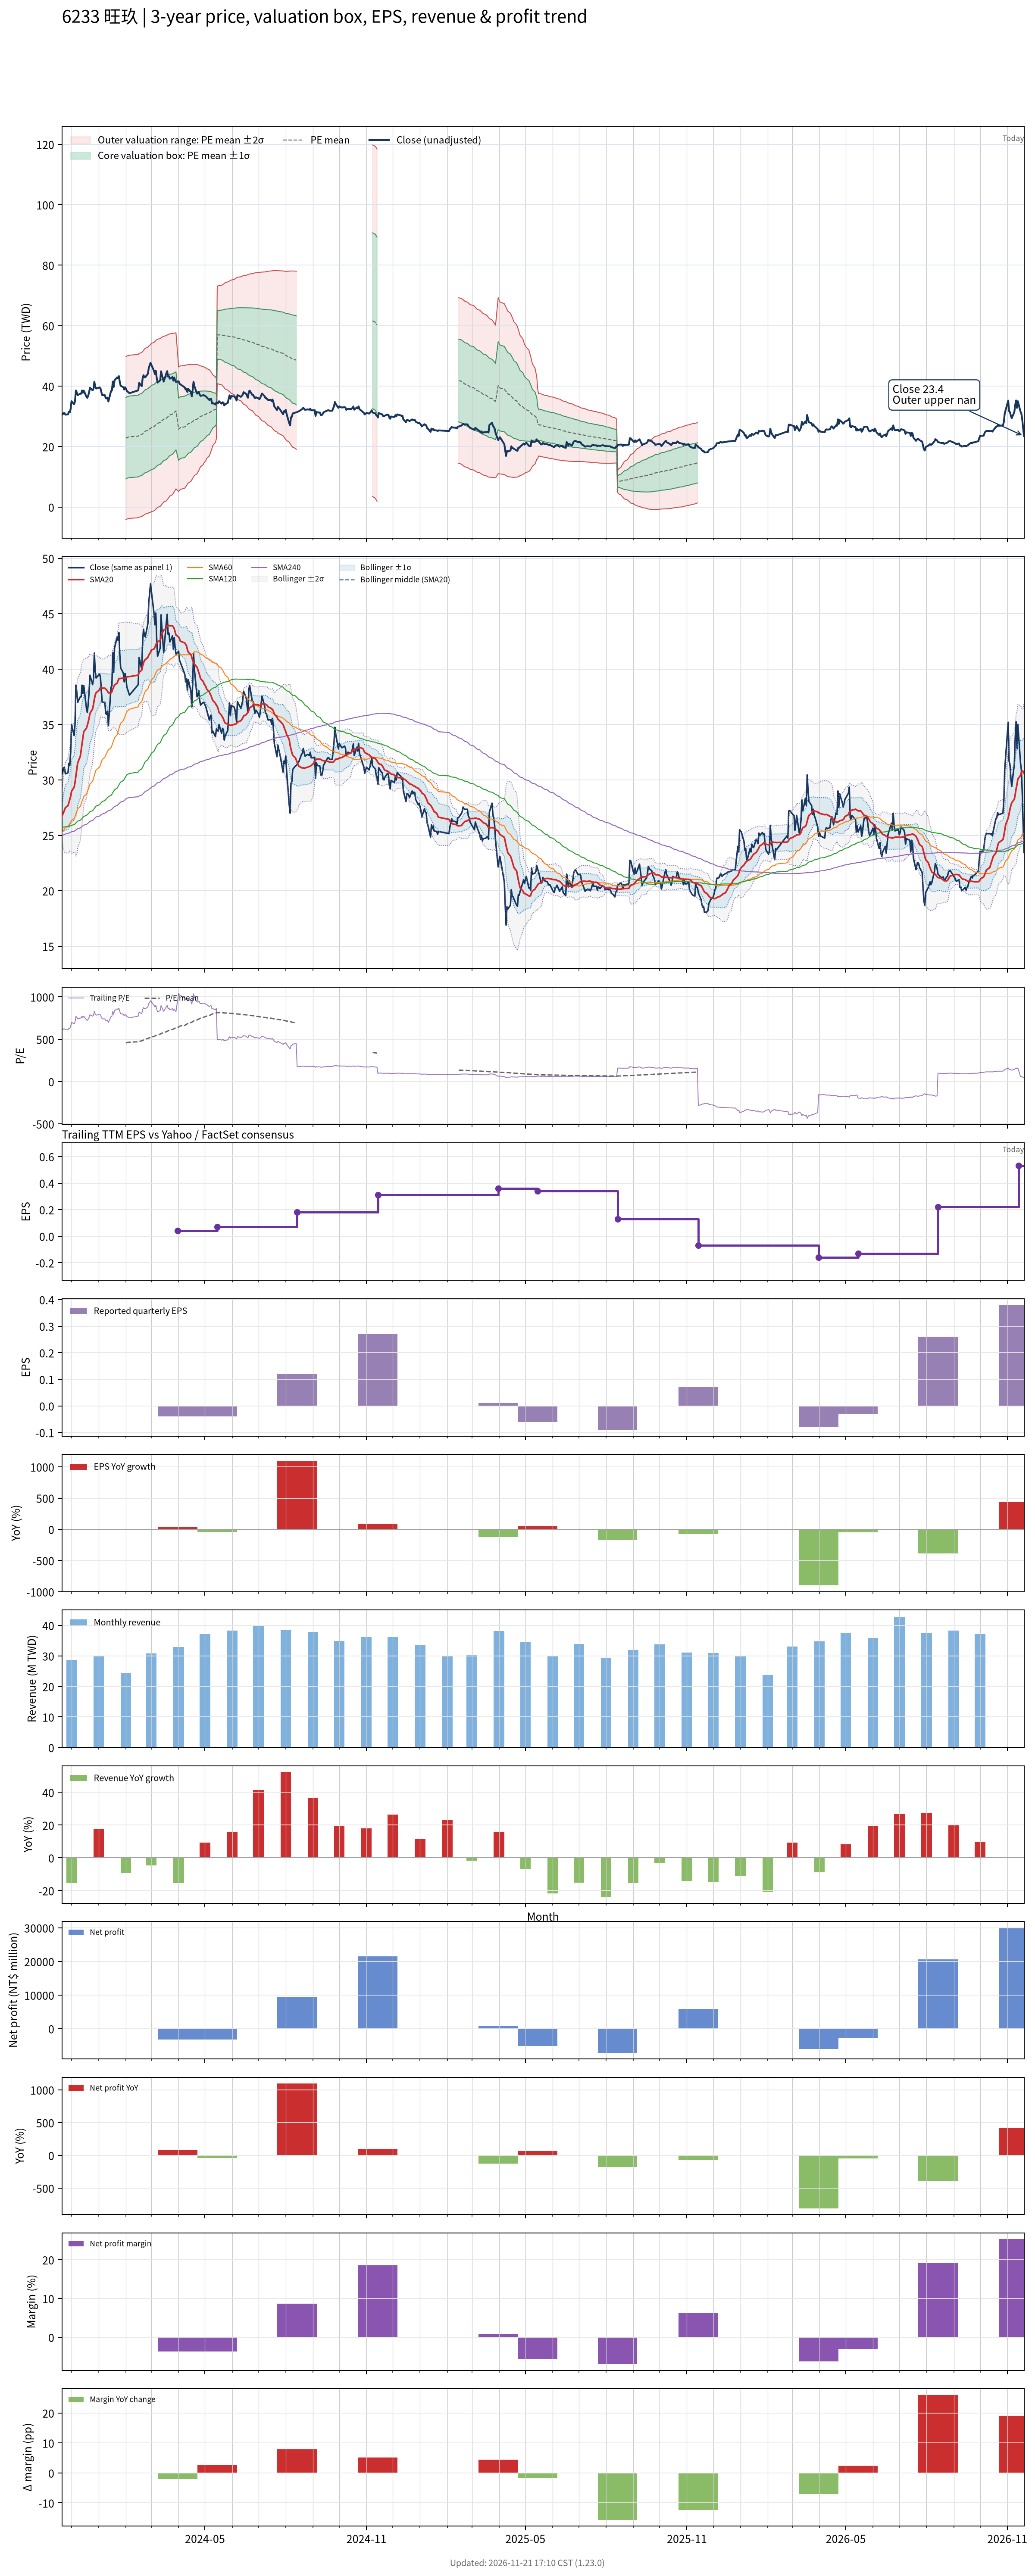 6233 旺玖 | 3-year price, valuation box, EPS, revenue & profit trend
Outer valuation range: PE mean ±2σ
PE mean
Close (unadjusted)
Core valuation box: PE mean ±1σ
Today
120
100
80
60
40
20
0
Price (TWD)
Close 23.4
Outer upper nan
Close (same as panel 1)
SMA60
SMA240
Bollinger ±1σ
SMA20
SMA120
Bollinger ±2σ
Bollinger middle (SMA20)
50
45
40
35
30
25
20
15
Price
Trailing P/E
P/E mean
1000
500
0
-500
P/E
Trailing TTM EPS vs Yahoo / FactSet consensus
Today
0.6
0.4
0.2
0.0
-0.2
EPS
Reported quarterly EPS
0.4
0.3
0.2
0.1
0.0
-0.1
EPS
EPS YoY growth
1000
500
0
-500
-1000
YoY (%)
Monthly revenue
40
30
20
10
0
Revenue (M TWD)
Revenue YoY growth
40
20
0
-20
YoY (%)
Month
Net profit
30000
20000
10000
0
Net profit (NT$ million)
Net profit YoY
1000
500
0
-500
YoY (%)
Net profit margin
20
10
0
Margin (%)
Margin YoY change
20
10
0
-10
Δ margin (pp)
2024-05
2024-11
2025-05
2025-11
2026-05
2026-11
Updated: 2026-11-21 17:10 CST (1.23.0)